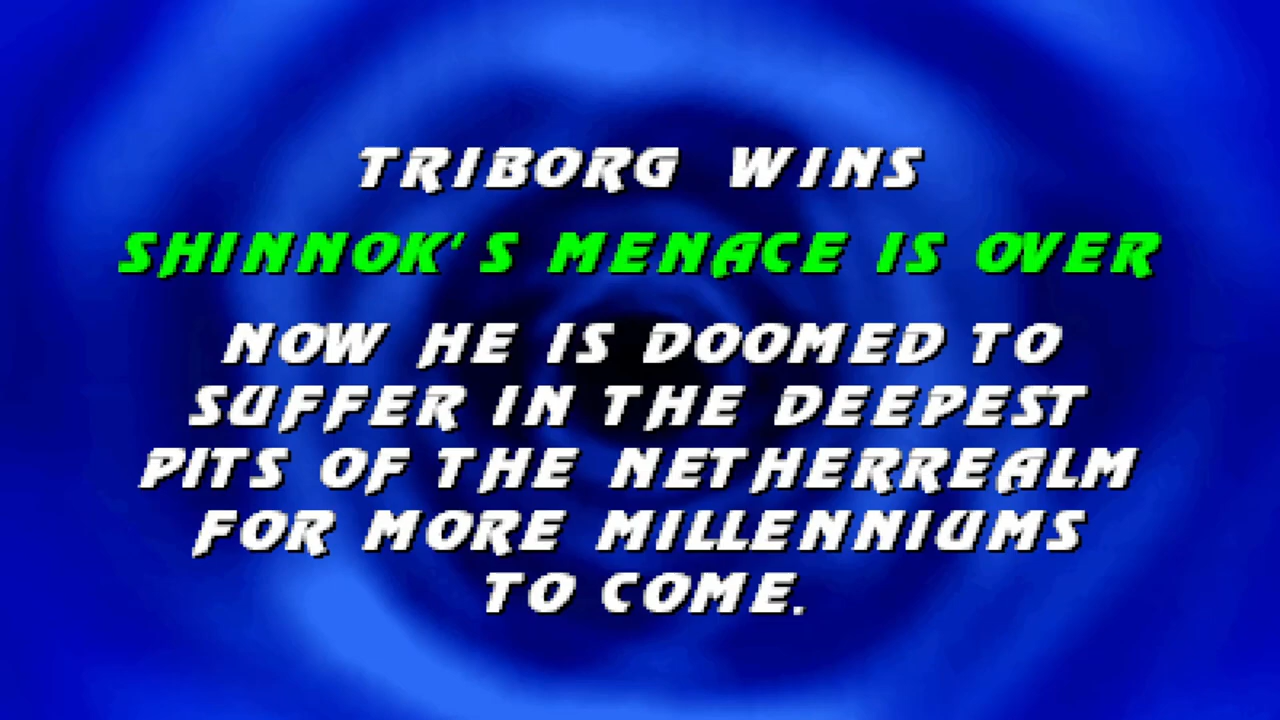 TRIBORG WINS
SHINNOK'S MENACE IS OVER
NOW HE IS DOOMED TO
SUFFER IN THE DEEPEST
PITS OF THE NETHERREALM
FOR MORE MILLENNIUMS
TO COME.